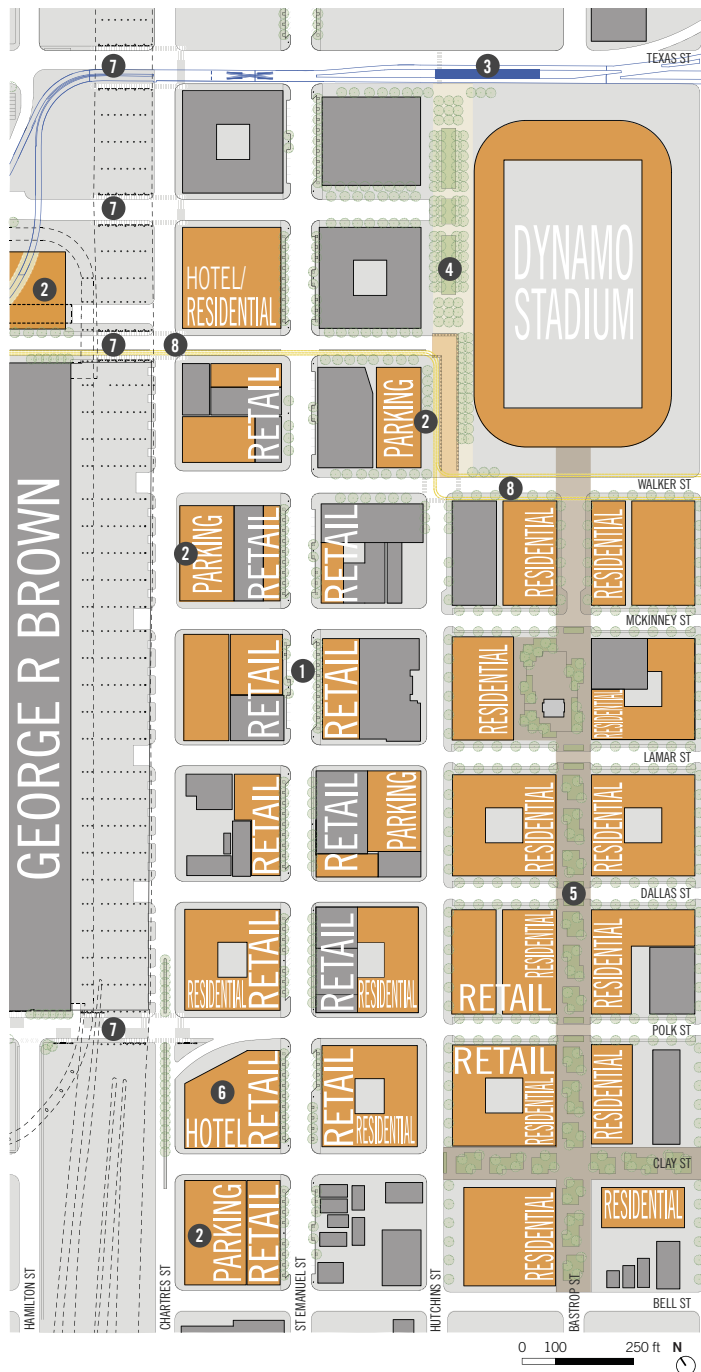 7
3
TEXAS ST
7
4
DYNAMO
STADIUM
2
HOTEL/
RESIDENTIAL
7
8
RETAIL
PARKING
2
GEORGE R BROWN
WALKER ST
8
2
PARKING
RETAIL
RETAIL
RESIDENTIAL
RESIDENTIAL
MCKINNEY ST
RETAIL
1
RETAIL
RESIDENTIAL
RESIDENTIAL
LAMAR ST
RETAIL
RETAIL
PARKING
RESIDENTIAL
RESIDENTIAL
DALLAS ST
5
RESIDENTIAL
RETAIL
RETAIL
RESIDENTIAL
RETAIL
RESIDENTIAL
RESIDENTIAL
POLK ST
7
6
HOTEL
RETAIL
RETAIL
RESIDENTIAL
RETAIL
RESIDENTIAL
RESIDENTIAL
CLAY ST
2
PARKING
RETAIL
RESIDENTIAL
RESIDENTIAL
HAMILTON ST
CHARTRES ST
ST EMANUEL ST
HUTCHINS ST
BASTROP ST
BELL ST
0 100 250 ft N